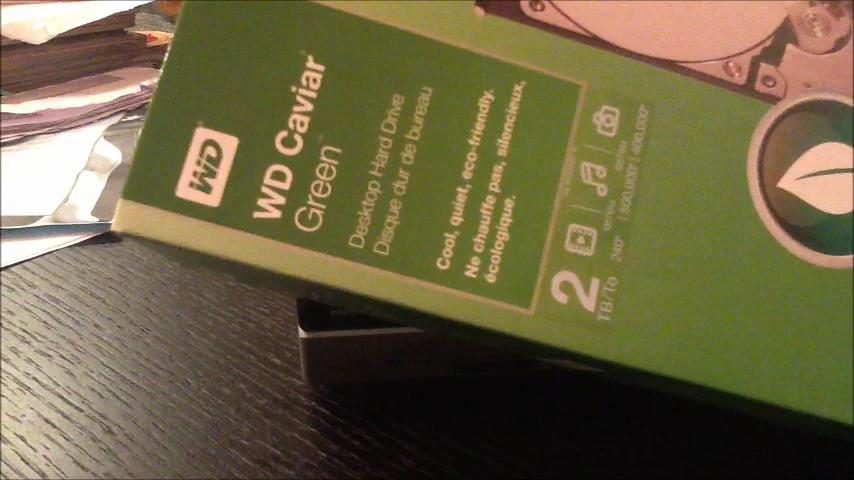 WD
WD Caviar
Green™
Desktop Hard Drive
Disque dur de bureau
Cool, quiet, eco-friendly.
Ne chauffe pas, silencieux,
écologique.
2
TB/To
240* | 500,000* | 400,000*